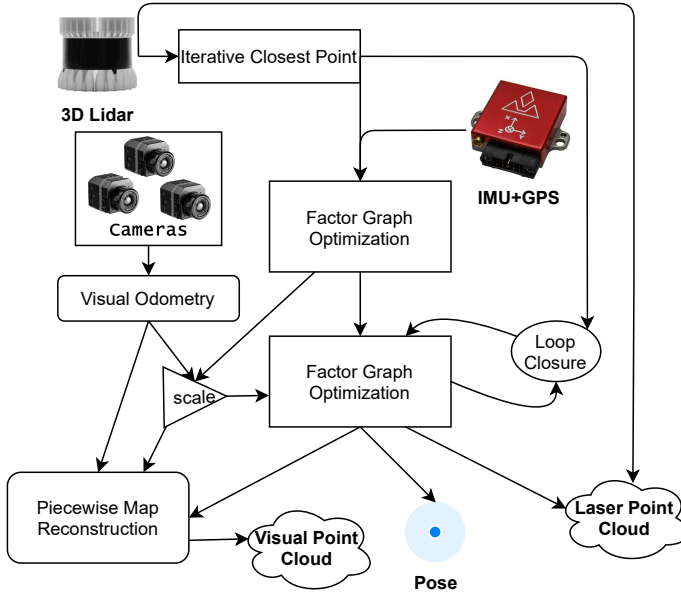 Iterative Closest Point
3D Lidar
IMU+GPS
Cameras
Factor Graph
Optimization
Visual Odometry
Loop
Closure
Factor Graph
Optimization
scale
Piecewise Map
Reconstruction
Laser Point
Cloud
Visual Point
Cloud
Pose